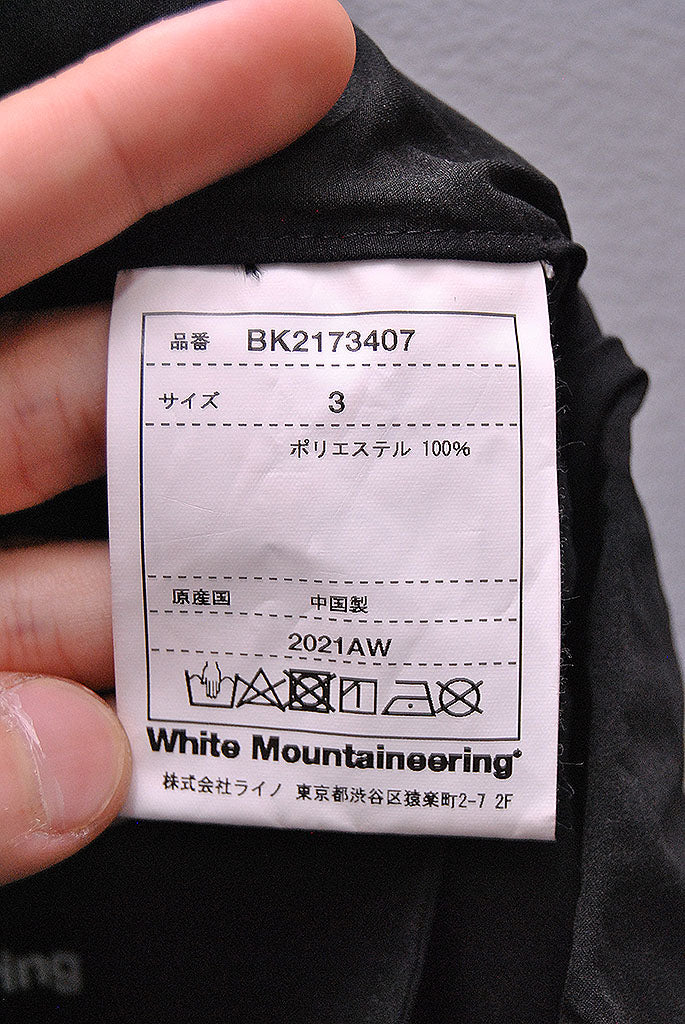 品番 BK2173407
サイズ 3
ポリエステル 100%
原産国 中国製
2021AW
White Mountaineering
株式会社ライノ 東京都渋谷区猿楽町2-7 2F
ing